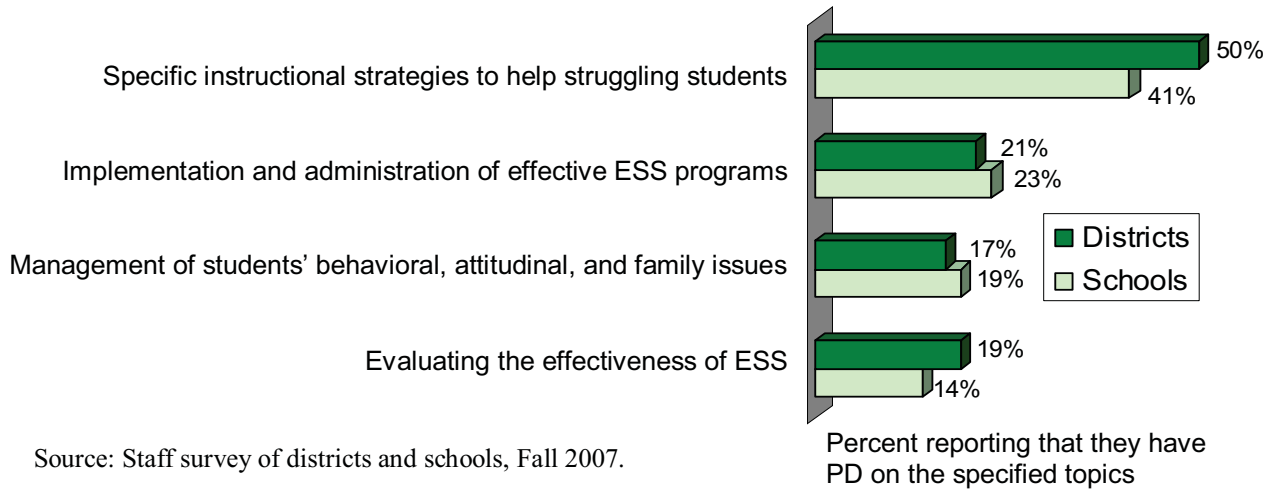 Specific instructional strategies to help struggling students
50%
41%
Implementation and administration of effective ESS programs
21%
23%
Management of students’ behavioral, attitudinal, and family issues
17%
19%
Districts
Schools
Evaluating the effectiveness of ESS
19%
14%
Percent reporting that they have
PD on the specified topics
Source: Staff survey of districts and schools, Fall 2007.